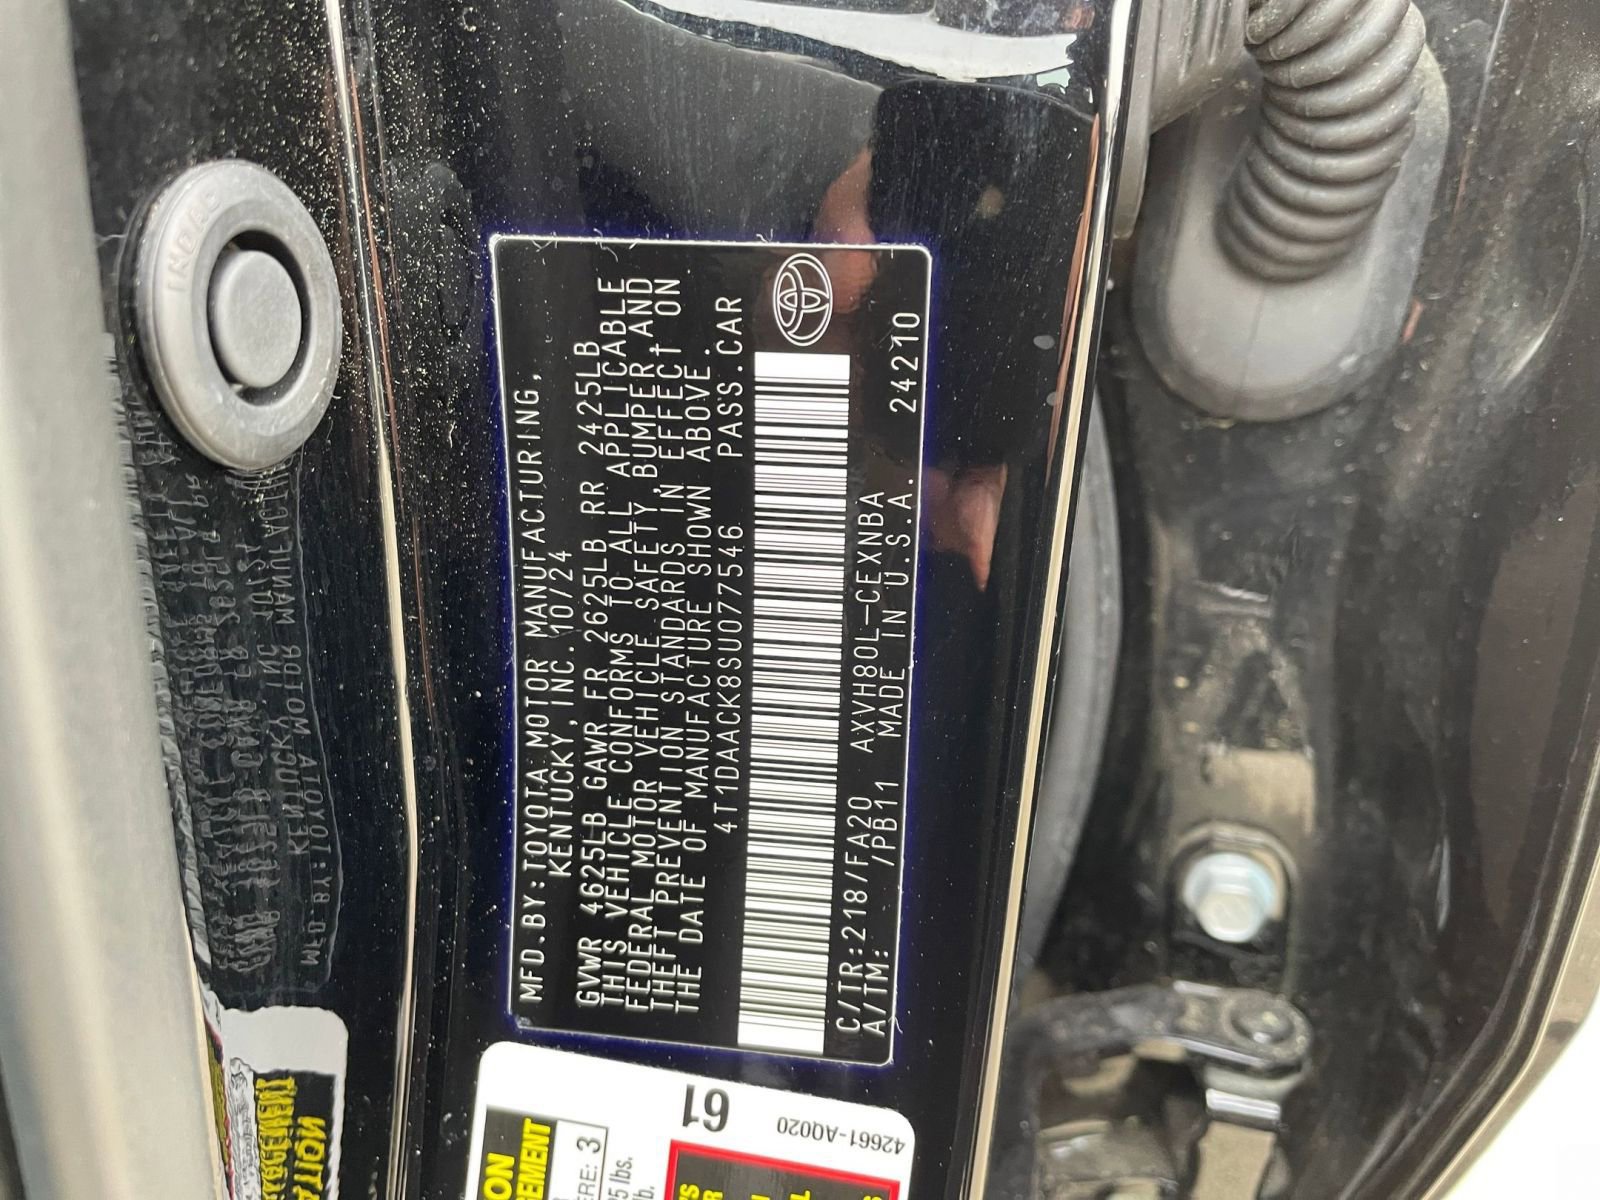 MFD.BY:TOYOTA MOTOR MANUFACTURING,
KENTUCKY,INC. 10/24
GVWR 4625LB GAWR FR 2625LB RR 2425LB
THIS VEHICLE CONFORMS TO ALL APPLICABLE
FEDERAL MOTOR VEHICLE SAFETY, BUMPER, AND
THEFT PREVENTION STANDARDS IN EFFECT ON
THE DATE OF MANUFACTURE SHOWN ABOVE.
4T1DAACK8SU077546 PASS.CAR
C/TR:218/FA20 AXVH80L-CEXNBA 24210
A/TM: /PB11 MADE IN U.S.A.
61
42661-AQ020
3
lbs.